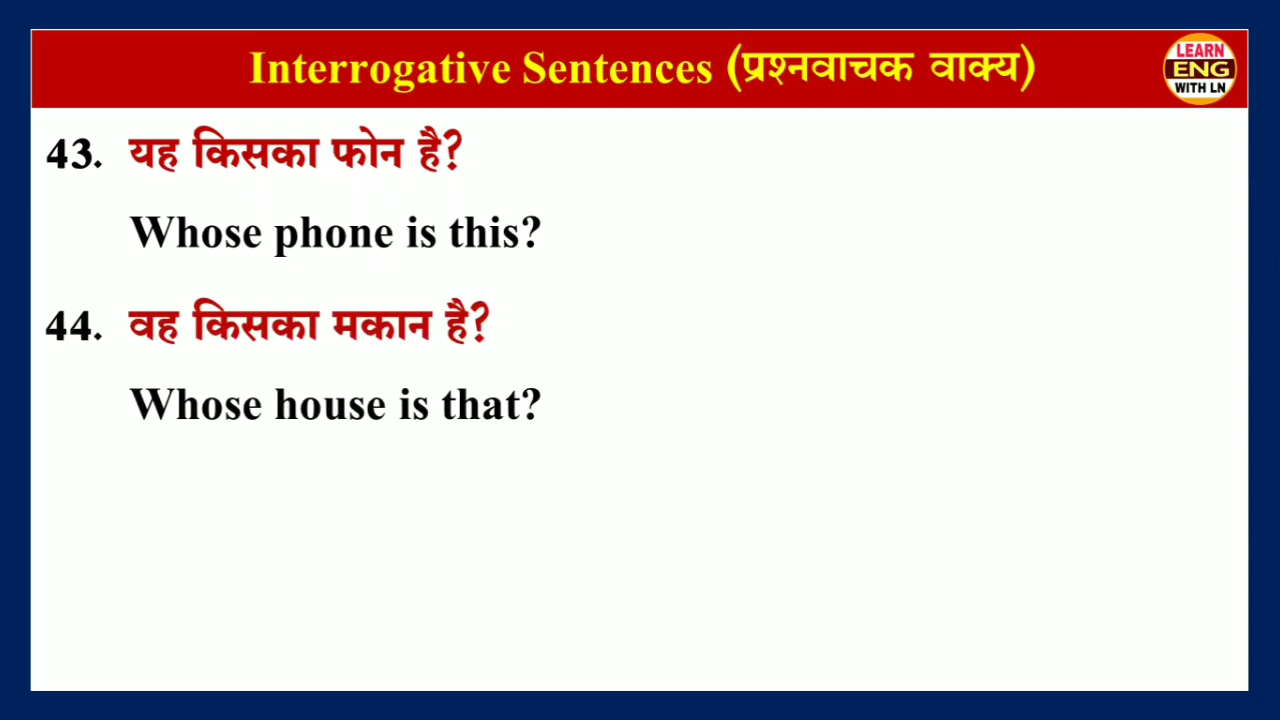 Interrogative Sentences (प्रश्नवाचक वाक्य)
LEARN
ENG
WITH LN
43. यह किसका फोन है?
Whose phone is this?
44. वह किसका मकान है?
Whose house is that?